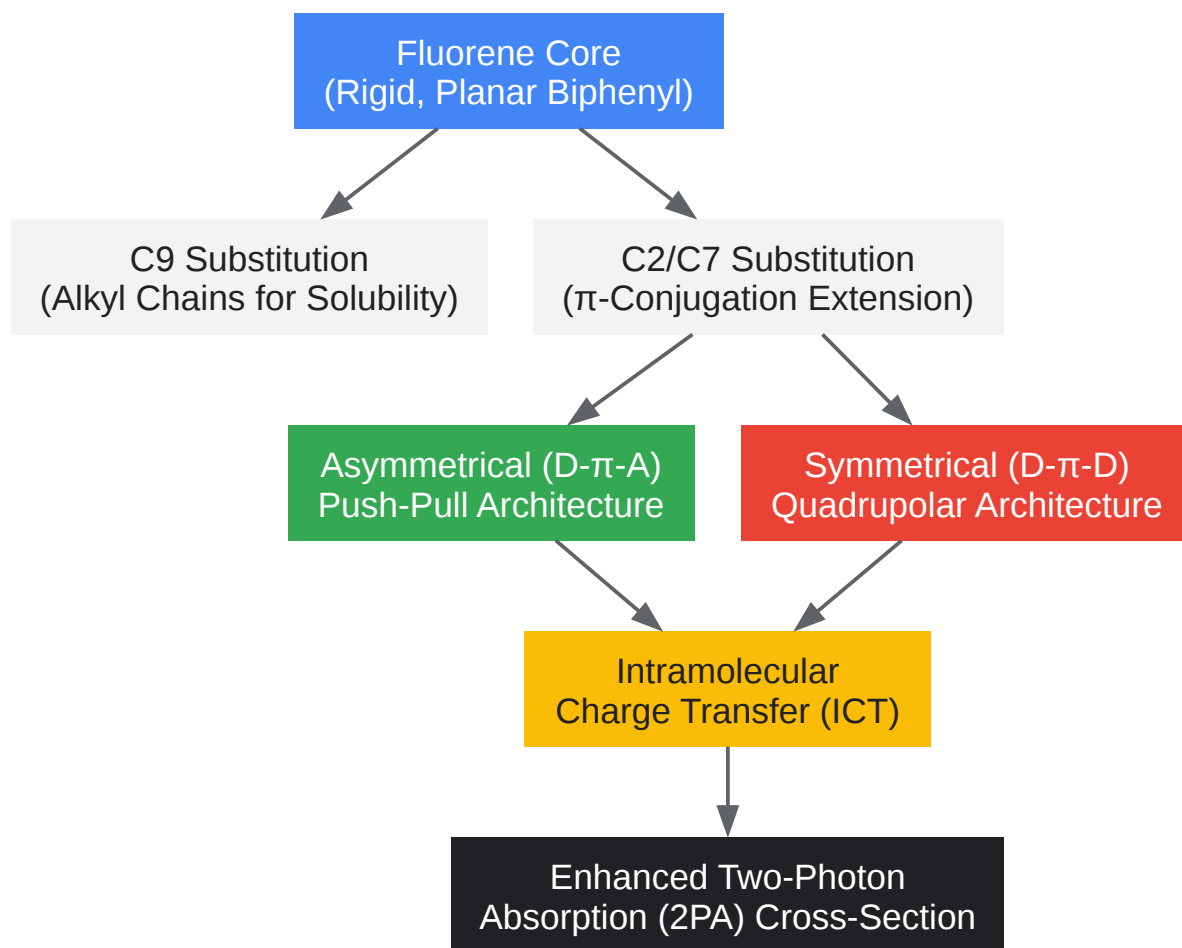 Fluorene Core
(Rigid, Planar Biphenyl)
C9 Substitution
(Alkyl Chains for Solubility)
C2/C7 Substitution
(π-Conjugation Extension)
Asymmetrical (D-π-A)
Push-Pull Architecture
Symmetrical (D-π-D)
Quadrupolar Architecture
Intramolecular
Charge Transfer (ICT)
Enhanced Two-Photon
Absorption (2PA) Cross-Section